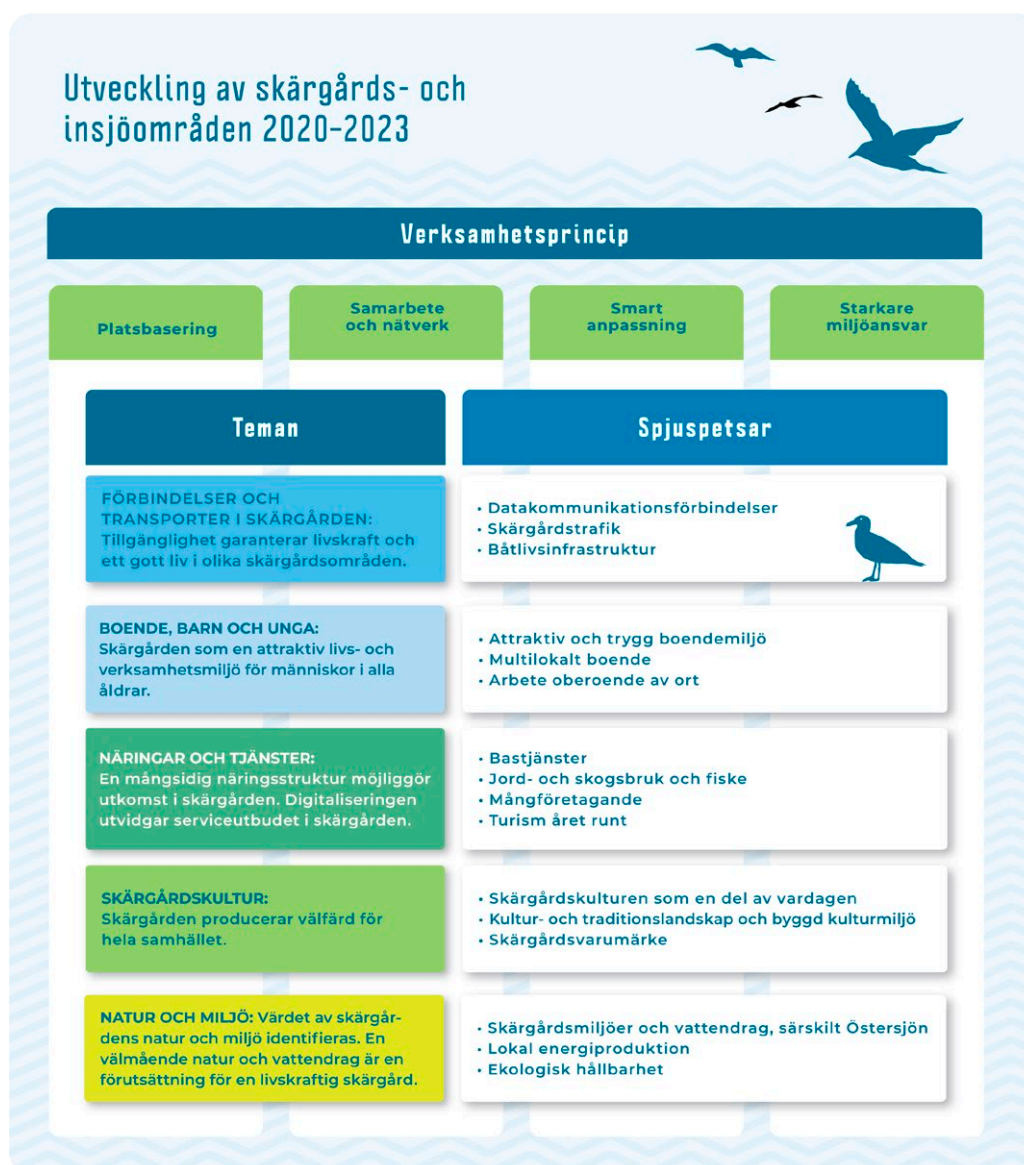 Utveckling av skärgårds- och
insjöområden 2020–2023
Verksamhetsprincip
Platsbasering
Samarbete
och nätverk
Smart
anpassning
Starkare
miljöansvar
Teman
Spjuspetsar
FÖRBINDELSER OCH
TRANSPORTER I SKÄRGÅRDEN:
Tillgänglighet garanterar livskraft och
ett gott liv i olika skärgårdsområden.
• Datakommunikationsförbindelser
• Skärgårdstrafik
• Båtlivsinfrastruktur
BOENDE, BARN OCH UNGA:
Skärgården som en attraktiv livs- och
verksamhetsmiljö för människor i alla
åldrar.
• Attraktiv och trygg boendemiljö
• Multilokalt boende
• Arbete oberoende av ort
NÄRINGAR OCH TJÄNSTER:
En mångsidig näringsstruktur möjliggör
utkomst i skärgården. Digitaliseringen
utvidgar serviceutbudet i skärgården.
• Bastjänster
• Jord- och skogsbruk och fiske
• Mångföretagande
• Turism året runt
SKÄRGÅRDSKULTUR:
Skärgården producerar välfärd för
hela samhället.
• Skärgårdskulturen som en del av vardagen
• Kultur- och traditionslandskap och byggd kulturmiljö
• Skärgårdsvarumärke
NATUR OCH MILJÖ: Värdet av skärgår-
dens natur och miljö identifieras. En
välmående natur och vattendrag är en
förutsättning för en livskraftig skärgård.
• Skärgårdsmiljöer och vattendrag, särskilt Östersjön
• Lokal energiproduktion
• Ekologisk hållbarhet